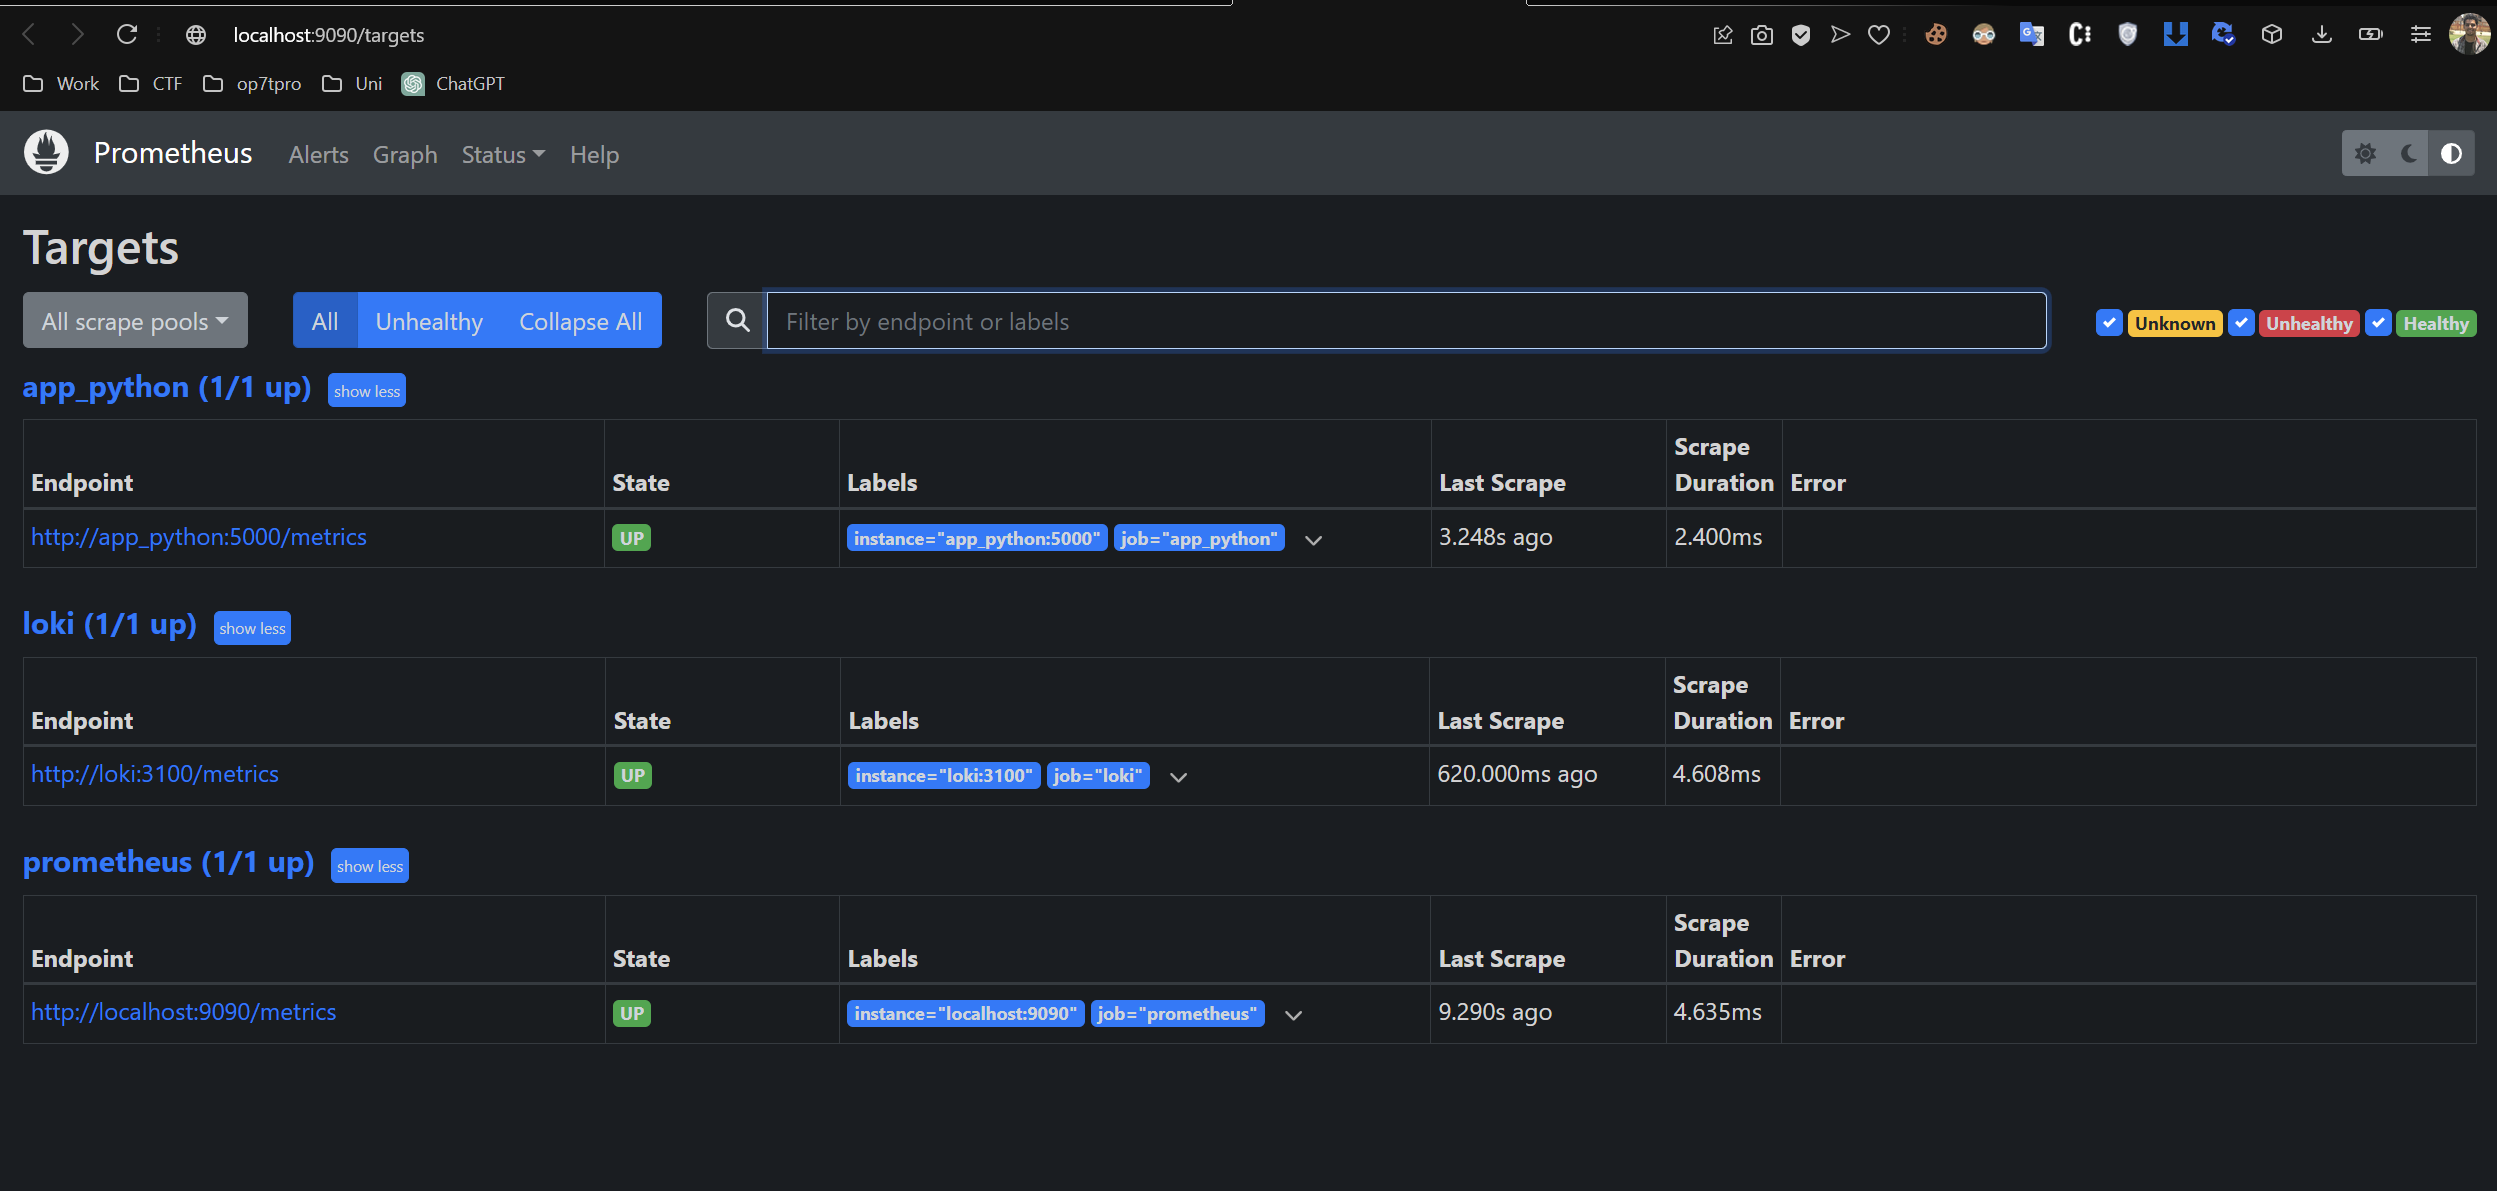 localhost:9090/targets
Work CTF op7tpro Uni ChatGPT
Prometheus Alerts Graph Status Help
Targets
All scrape pools All Unhealthy Collapse All Filter by endpoint or labels Unknown Unhealthy Healthy
app_python (1/1 up) show less
Endpoint State Labels Last Scrape Scrape Duration Error
http://app_python:5000/metrics UP instance="app_python:5000" job="app_python" 3.248s ago 2.400ms
loki (1/1 up) show less
Endpoint State Labels Last Scrape Scrape Duration Error
http://loki:3100/metrics UP instance="loki:3100" job="loki" 620.000ms ago 4.608ms
prometheus (1/1 up) show less
Endpoint State Labels Last Scrape Scrape Duration Error
http://localhost:9090/metrics UP instance="localhost:9090" job="prometheus" 9.290s ago 4.635ms